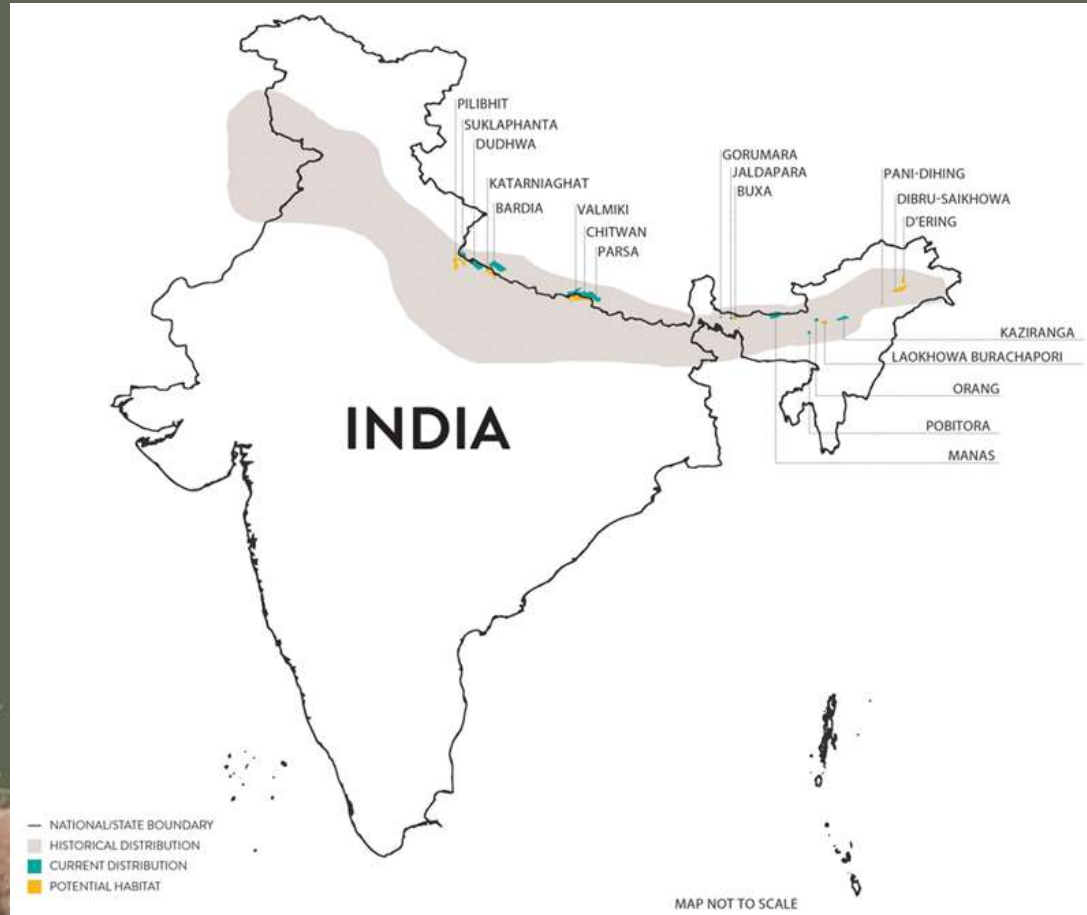 PILIBHIT
SUKLAPHANTA
DUDHWA
KATARNIAGHAT
BARDIA
VALMIKI
CHITWAN
PARSA
GORUMARA
JALDAPARA
BUXA
PANI-DIHING
DIBRU-SAIKHOWA
D'ERING
KAZIRANGA
LAOKHOWA BURACHAPORI
ORANG
POBITORA
MANAS
INDIA
NATIONAL/STATE BOUNDARY
HISTORICAL DISTRIBUTION
CURRENT DISTRIBUTION
POTENTIAL HABITAT
MAP NOT TO SCALE